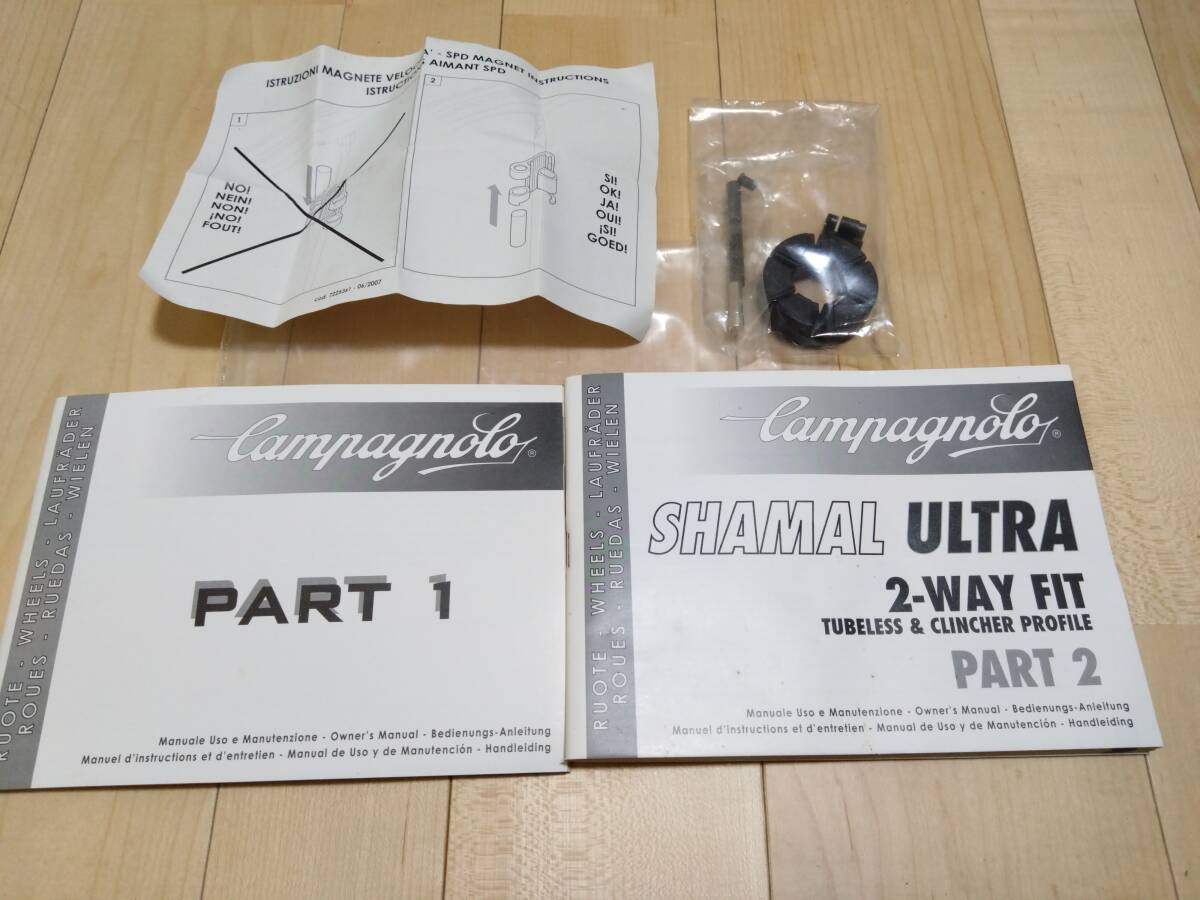 ISTRUZIONI MAGNETE VELOC A' - SPD MAGNET INSTRUCTIONS
AIMANT SPD
1
2
NO!
NEIN!
NON!
¡NO!
FOUT!
SI!
OK!
JA!
OUI!
¡SI!
GOED!
cod. 7225361 - 06/2007
RUOTE - WHEELS - LAUFRÄDER
ROUES - RUEDAS - WIELEN
Campagnolo®
PART 1
Manuale Uso e Manutenzione - Owner's Manual - Bedienungs-Anleitung
Manuel d'instructions et d'entretien - Manual de Uso y de Manutención - Handleiding
RUOTE - WHEELS - LAUFRÄDER
ROUES - RUEDAS - WIELEN
Campagnolo®
SHAMAL ULTRA
2-WAY FIT
TUBELESS & CLINCHER PROFILE
PART 2
Manuale Uso e Manutenzione - Owner's Manual - Bedienungs-Anleitung
Manuel d'instructions et d'entretien - Manual de Uso y de Manutención - Handleiding